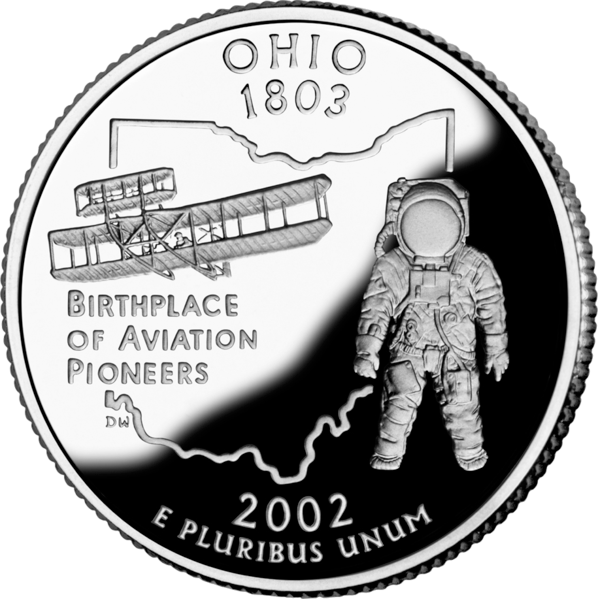 OHIO
1803
BIRTHPLACE
OF AVIATION
PIONEERS
DW
2002
E PLURIBUS UNUM